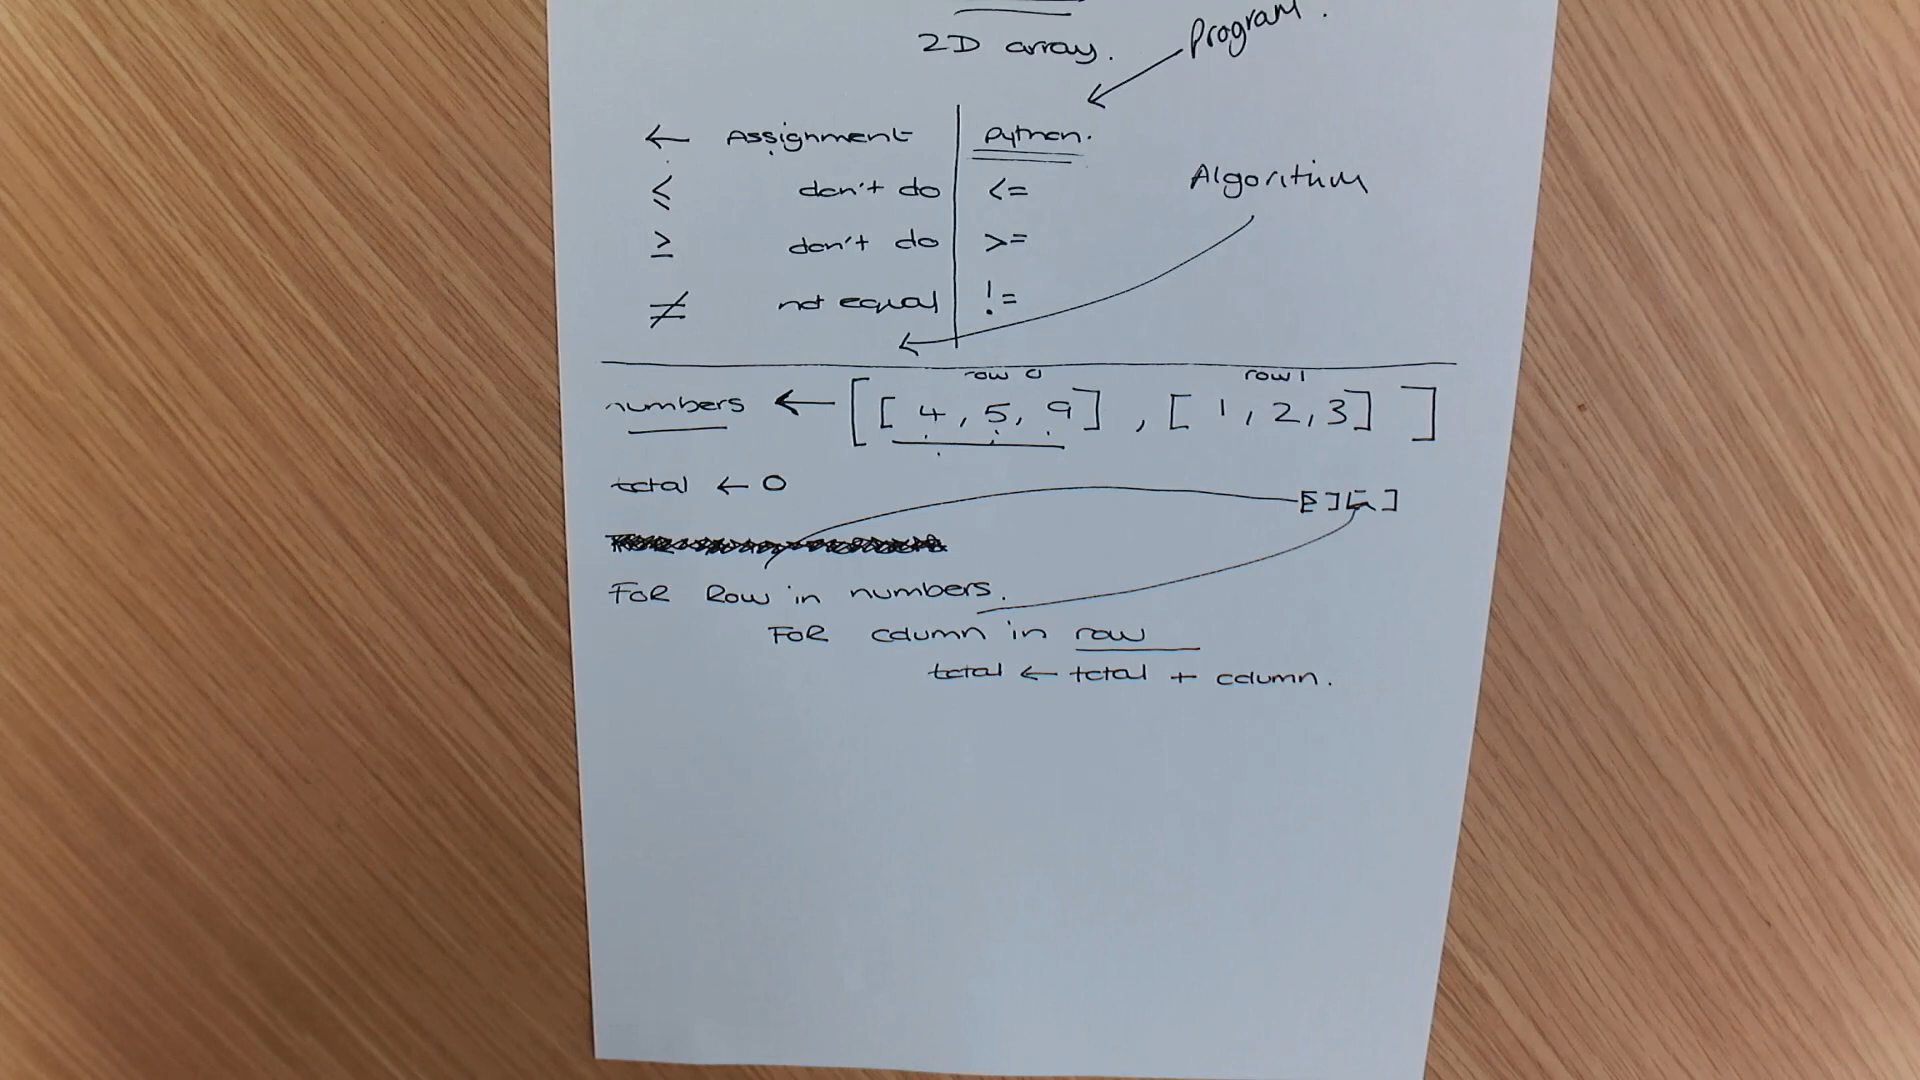 2D array.
Program.
← Assignment Python.
≤ don't do <=
Algorithm
≥ don't do >=
≠ not equal !=
row 0 row 1
numbers ← [[4, 5, 9], [1, 2, 3]]
total ← 0
[ ][ ]
FOR Row in numbers.
FOR column in row
total ← total + column.